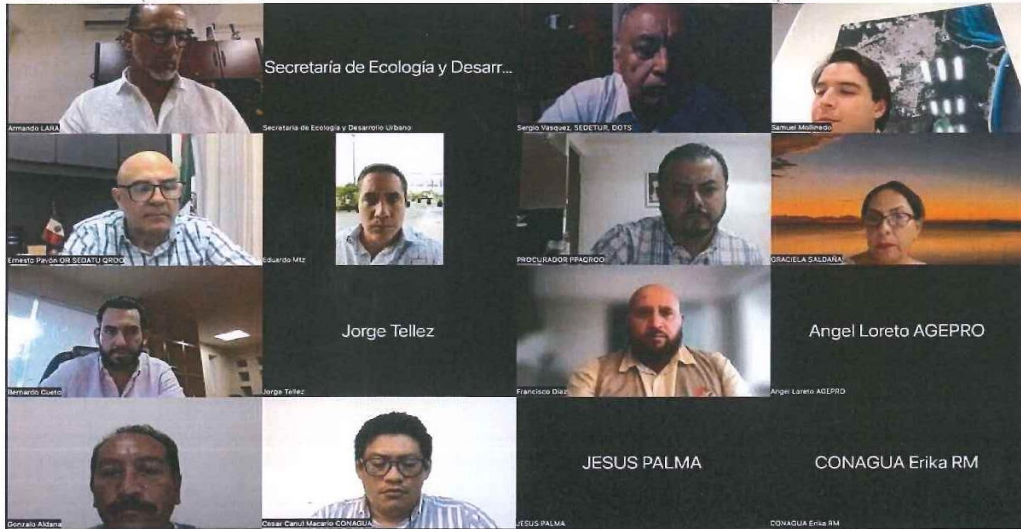 Armando LARA
Secretaría de Ecología y Desarr...
Secretaría de Ecología y Desarrollo Urbano
Sergio Vasquez, SEDETUR, DOTS
Samuel Mollinedo
Ernesto Pavón OR SEDATU QROO
Eduardo Mtz
PROCURADOR PPAQROO
GRACIELA SALDAÑA
Bernardo Cueto
Jorge Tellez
Jorge Tellez
Francisco Diaz
Angel Loreto AGEPRO
Angel Loreto AGEPRO
Gonzalo Aldana
Cesar Canul Macario CONAGUA
JESUS PALMA
JESUS PALMA
CONAGUA Erika RM
CONAGUA Erika RM